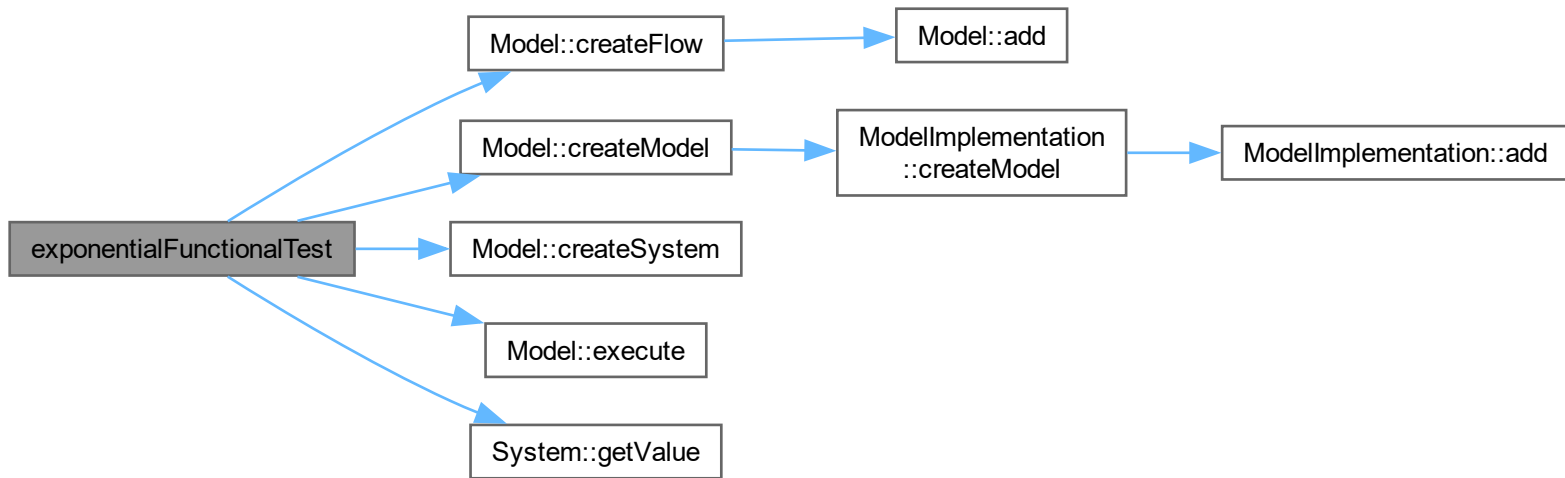 Model::createFlow
Model::add
Model::createModel
ModelImplementation
::createModel
ModelImplementation::add
exponentialFunctionalTest
Model::createSystem
Model::execute
System::getValue